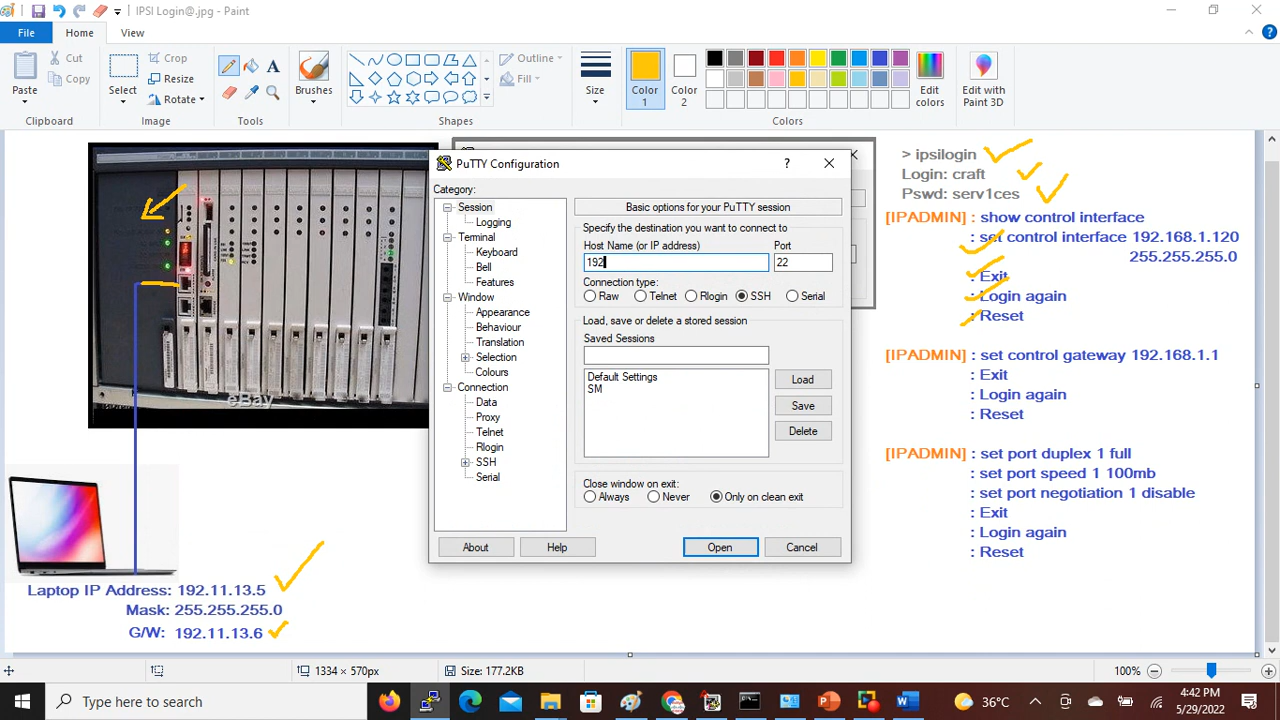 IPSI Login@.jpg - Paint
File
Home
View
Paste
Cut
Copy
Clipboard
Select
Crop
Resize
Rotate
Image
A
Tools
Brushes
Outline
Fill
Shapes
Size
Color 1
Color 2
Edit colors
Colors
Edit with Paint 3D
eBay
PuTTY Configuration
?
Category:
Session
Logging
Terminal
Keyboard
Bell
Features
Window
Appearance
Behaviour
Translation
Selection
Colours
Connection
Data
Proxy
Telnet
Rlogin
SSH
Serial
Basic options for your PuTTY session
Specify the destination you want to connect to
Host Name (or IP address)
Port
192
22
Connection type:
Raw
Telnet
Rlogin
SSH
Serial
Load, save or delete a stored session
Saved Sessions
Default Settings
SM
Load
Save
Delete
Close window on exit:
Always
Never
Only on clean exit
About
Help
Open
Cancel
> ipsilogin
Login: craft
Pswd: serv1ces
[IPADMIN] : show control interface
: set control interface 192.168.1.120
255.255.255.0
: Exit
: Login again
: Reset
[IPADMIN] : set control gateway 192.168.1.1
: Exit
: Login again
: Reset
[IPADMIN] : set port duplex 1 full
: set port speed 1 100mb
: set port negotiation 1 disable
: Exit
: Login again
: Reset
Laptop IP Address: 192.11.13.5
Mask: 255.255.255.0
G/W: 192.11.13.6
1334 × 570px
Size: 177.2KB
100%
Type here to search
36°C
4:42 PM
5/29/2022